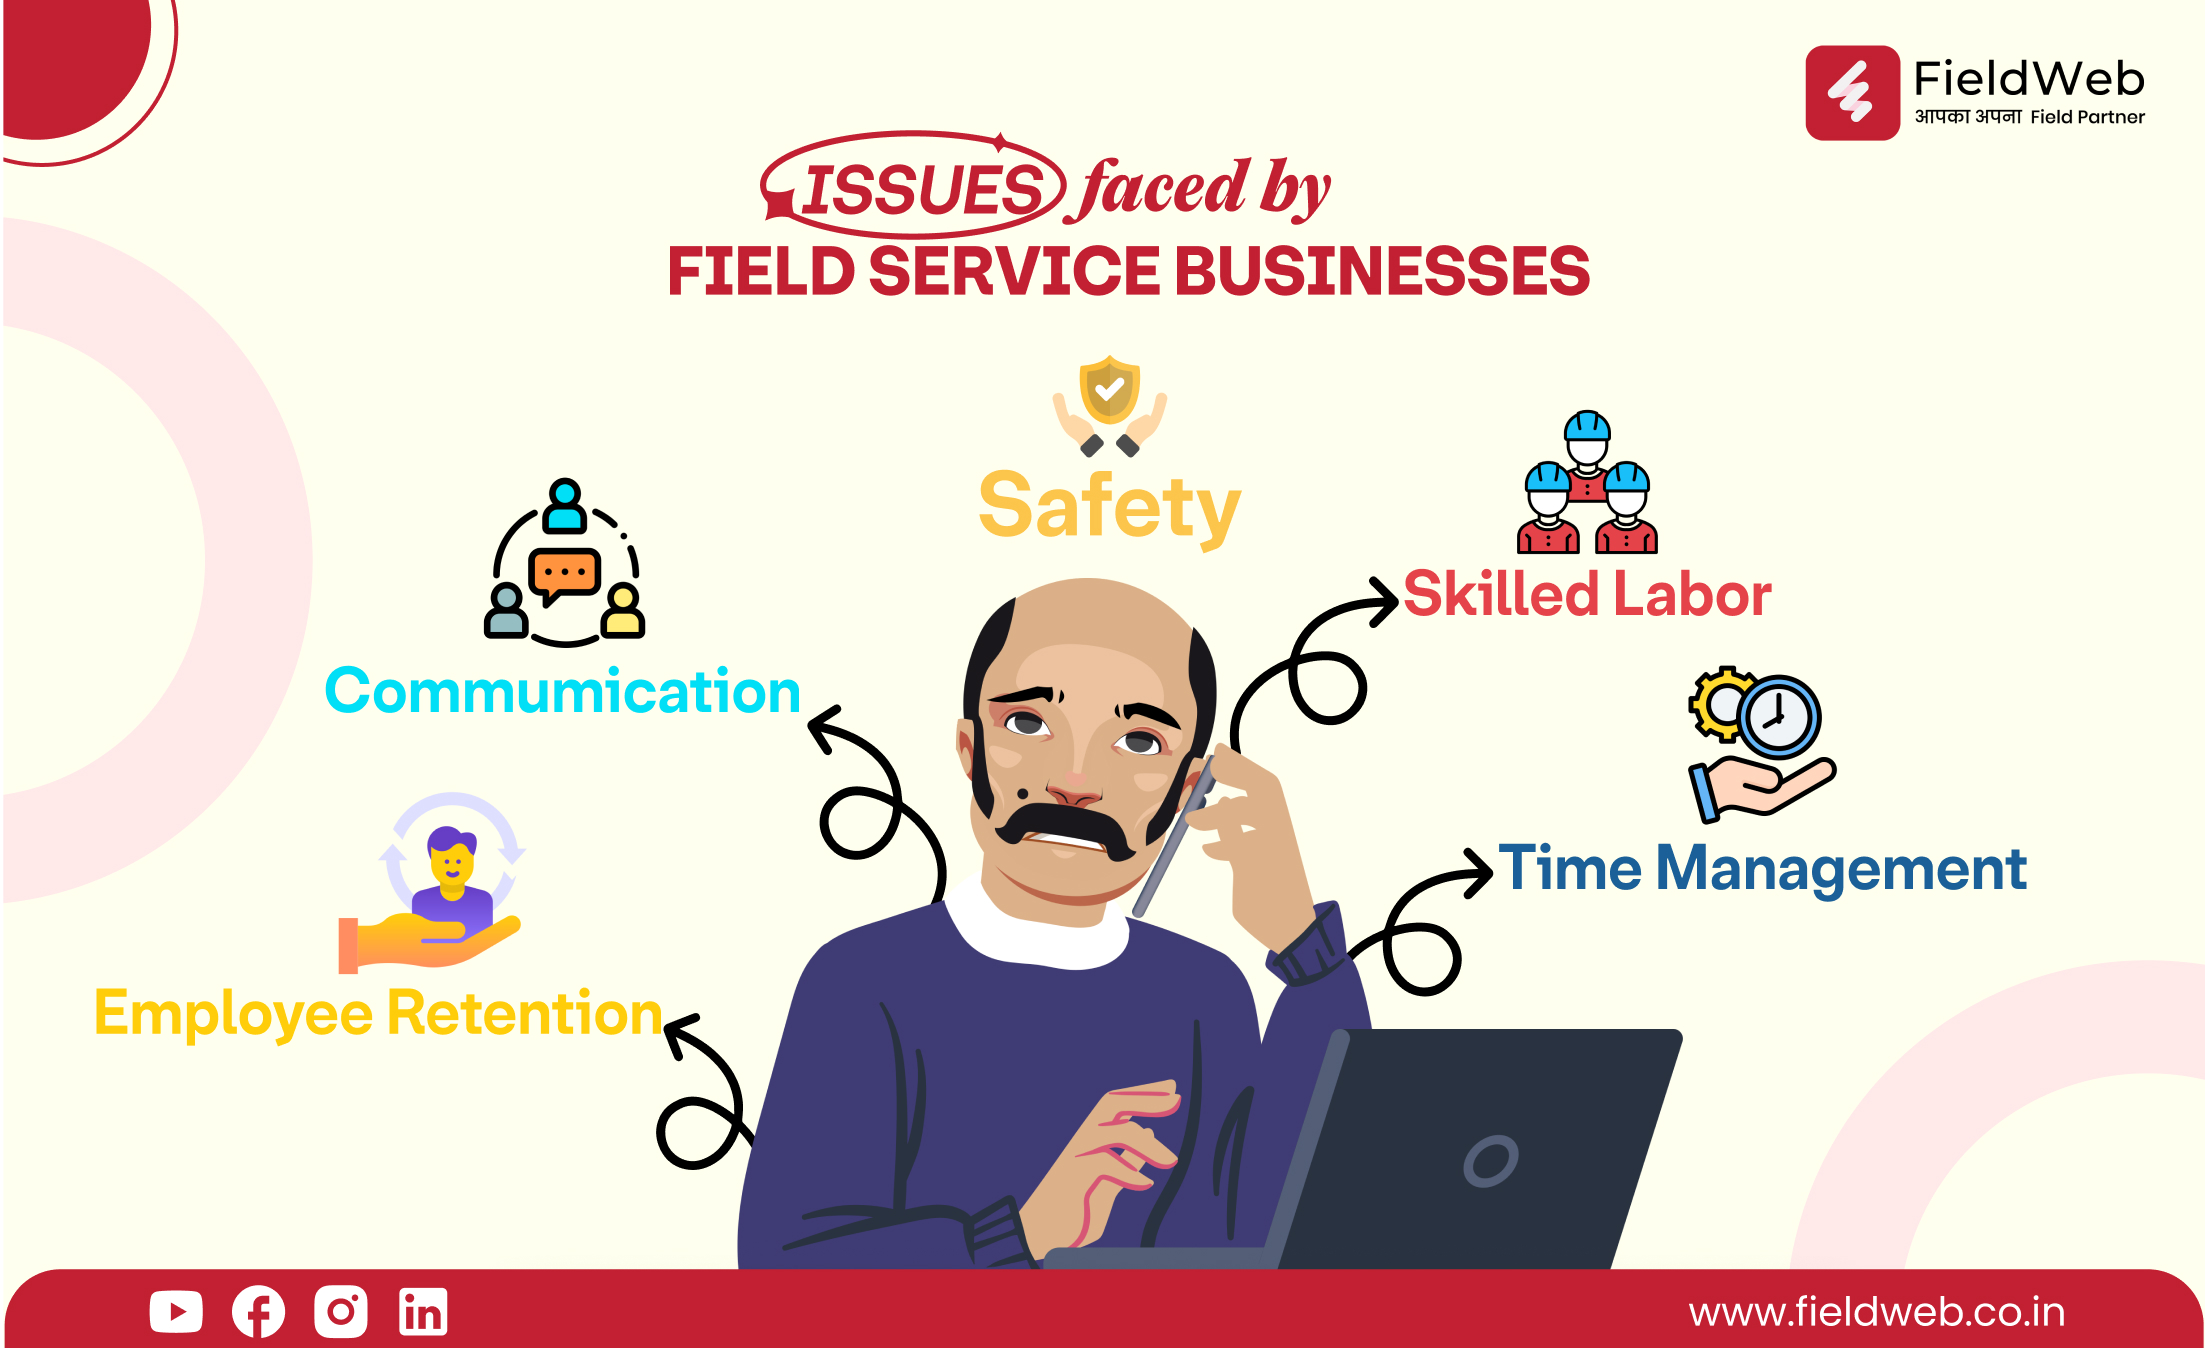 FieldWeb
आपका अपना Field Partner
ISSUES faced by
FIELD SERVICE BUSINESSES
Safety
Skilled Labor
Commumication
Time Management
Employee Retention
in
www.fieldweb.co.in